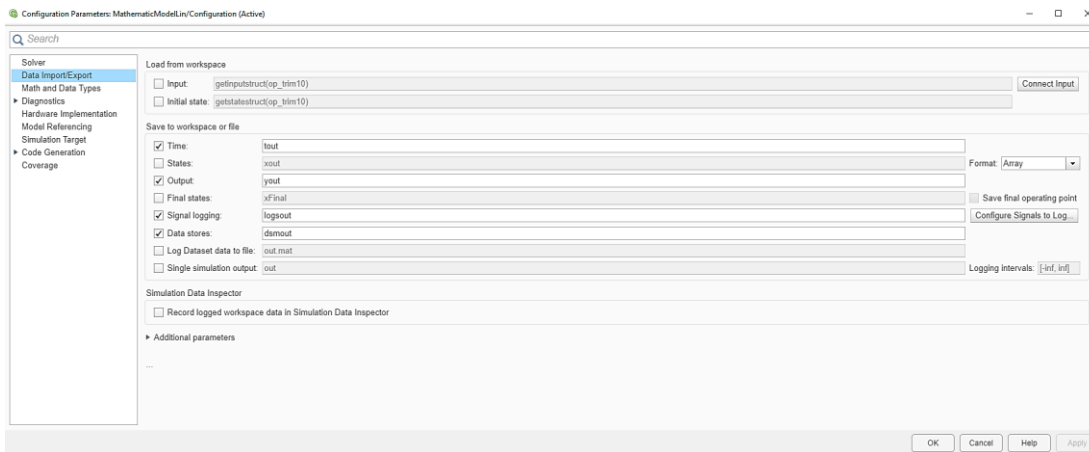 Configuration Parameters: MathematicModelLin/Configuration (Active)
Search
Solver
Data Import/Export
Math and Data Types
Diagnostics
Hardware Implementation
Model Referencing
Simulation Target
Code Generation
Coverage
Load from workspace
Input: getinputstruct(op_trim10) Connect Input
Initial state: getstatestruct(op_trim10)
Save to workspace or file
Time: tout
States: xout Format: Array
Output: yout
Final states: xFinal Save final operating point
Signal logging: logsout Configure Signals to Log...
Data stores: dsmout
Log Dataset data to file: out.mat
Single simulation output: out Logging intervals: [-inf, inf]
Simulation Data Inspector
Record logged workspace data in Simulation Data Inspector
Additional parameters
...
OK Cancel Help Apply